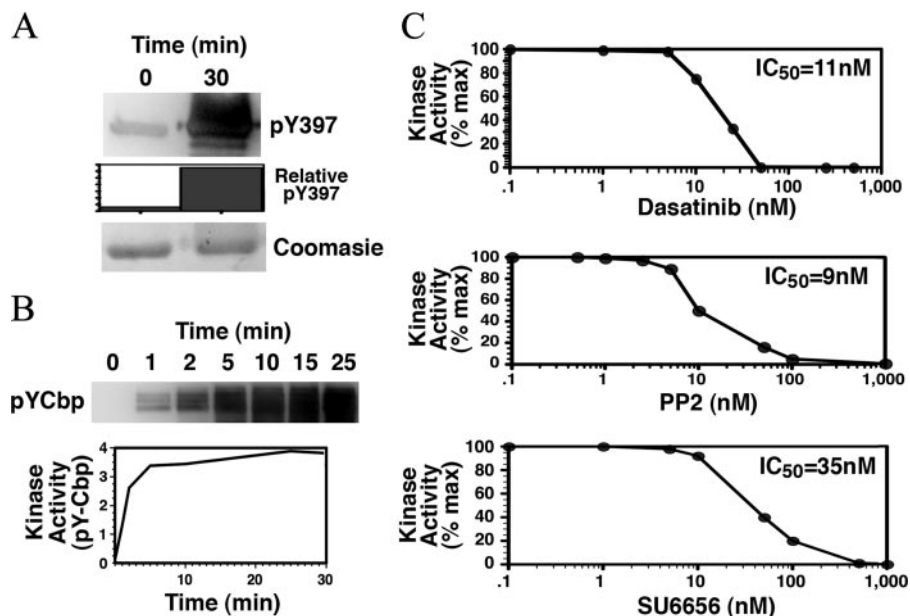 A
Time (min)
0 30
pY397
Relative
pY397
Coomasie
B
Time (min)
0 1 2 5 10 15 25
pYCbp
Kinase
Activity
(pY-Cbp)
4
3
2
1
0
0 10 20 30
Time (min)
C
Kinase
Activity
(% max)
100
80
60
40
20
0
IC50=11nM
.1 1 10 100 1,000
Dasatinib (nM)
Kinase
Activity
(% max)
100
80
60
40
20
0
IC50=9nM
.1 1 10 100 1,000
PP2 (nM)
Kinase
Activity
(% max)
100
80
60
40
20
0
IC50=35nM
.1 1 10 100 1,000
SU6656 (nM)